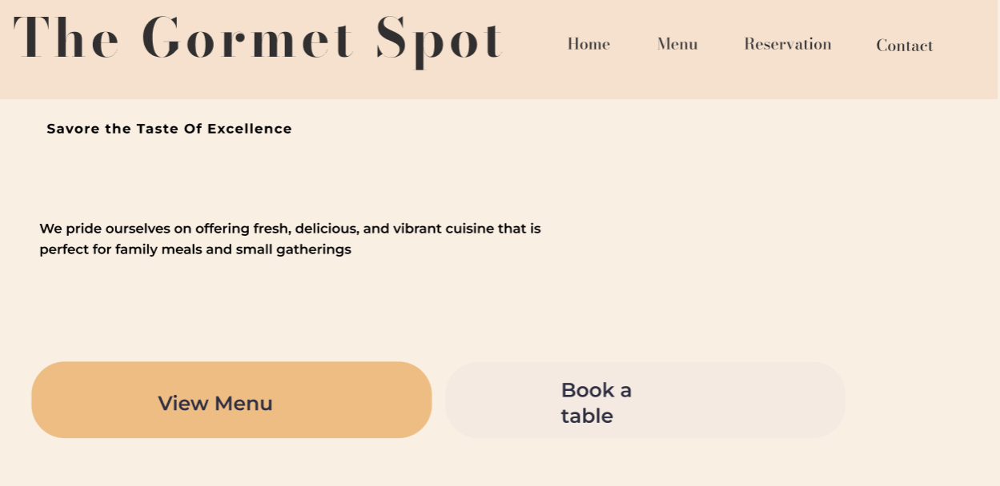 The Gormet Spot
Home Menu Reservation Contact
Savore the Taste Of Excellence
We pride ourselves on offering fresh, delicious, and vibrant cuisine that is
perfect for family meals and small gatherings
View Menu
Book a
table